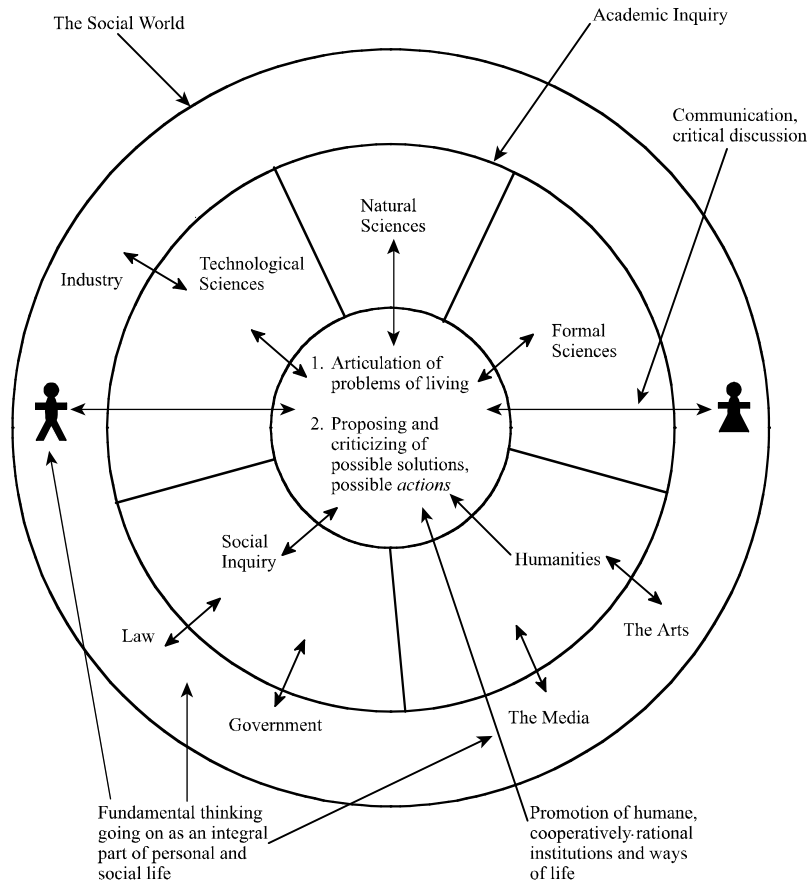 The Social World
Academic Inquiry
Communication,
critical discussion
Natural
Sciences
Technological
Sciences
Industry
Formal
Sciences
1. Articulation of
problems of living
2. Proposing and
criticizing of
possible solutions,
possible actions
Social
Inquiry
Humanities
Law
The Arts
Government
The Media
Fundamental thinking
going on as an integral
part of personal and
social life
Promotion of humane,
cooperatively-rational
institutions and ways
of life